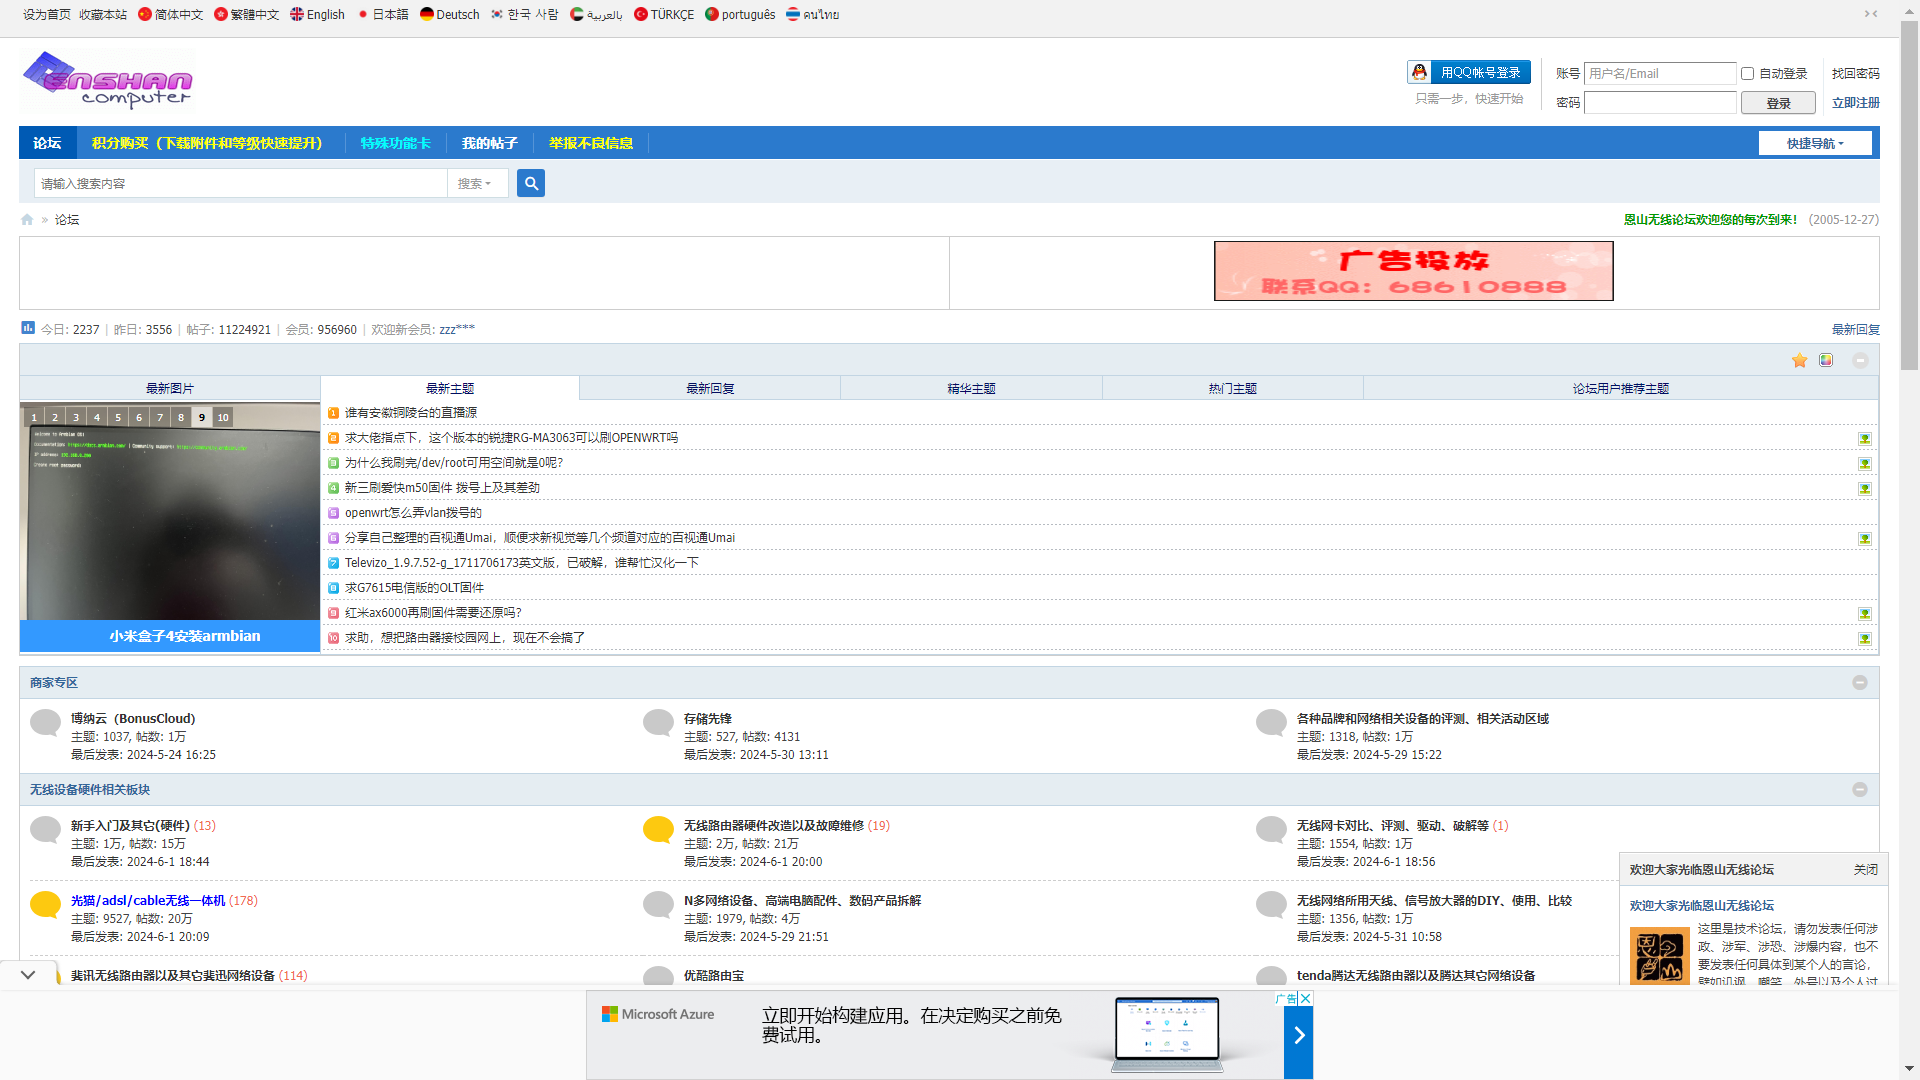 设为首页 收藏本站 简体中文 繁體中文 English 日本語 Deutsch 한국 사람 بالعربية TÜRKÇE português คนไทย
ENSHAN
computer
用QQ帐号登录
只需一步，快速开始
账号 用户名/Email 自动登录 找回密码
密码 登录 立即注册
论坛 积分购买（下载附件和等级快速提升） 特殊功能卡 我的帖子 举报不良信息 快捷导航
请输入搜索内容 搜索
» 论坛 恩山无线论坛欢迎您的每次到来！ (2005-12-27)
广告投放
联系QQ：68610888
今日: 2237 | 昨日: 3556 | 帖子: 11224921 | 会员: 956960 | 欢迎新会员: zzz*** 最新回复
最新图片 最新主题 最新回复 精华主题 热门主题 论坛用户推荐主题
1 2 3 4 5 6 7 8 9 10
小米盒子4安装armbian
1 谁有安徽铜陵台的直播源
2 求大佬指点下，这个版本的锐捷RG-MA3063可以刷OPENWRT吗
3 为什么我刷完/dev/root可用空间就是0呢?
4 新三刷爱快m50固件 拨号上及其差劲
5 openwrt怎么弄vlan拨号的
6 分享自己整理的百视通Umai，顺便求新视觉等几个频道对应的百视通Umai
7 Televizo_1.9.7.52-g_1711706173英文版，已破解，谁帮忙汉化一下
8 求G7615电信版的OLT固件
9 红米ax6000再刷固件需要还原吗?
10 求助，想把路由器接校园网上，现在不会搞了
商家专区
博纳云（BonusCloud）
主题: 1037, 帖数: 1万
最后发表: 2024-5-24 16:25
存储先锋
主题: 527, 帖数: 4131
最后发表: 2024-5-30 13:11
各种品牌和网络相关设备的评测、相关活动区域
主题: 1318, 帖数: 1万
最后发表: 2024-5-29 15:22
无线设备硬件相关板块
新手入门及其它(硬件) (13)
主题: 1万, 帖数: 15万
最后发表: 2024-6-1 18:44
无线路由器硬件改造以及故障维修 (19)
主题: 2万, 帖数: 21万
最后发表: 2024-6-1 20:00
无线网卡对比、评测、驱动、破解等 (1)
主题: 1554, 帖数: 1万
最后发表: 2024-6-1 18:56
光猫/adsl/cable无线一体机 (178)
主题: 9527, 帖数: 20万
最后发表: 2024-6-1 20:09
N多网络设备、高端电脑配件、数码产品拆解
主题: 1979, 帖数: 4万
最后发表: 2024-5-29 21:51
无线网络所用天线、信号放大器的DIY、使用、比较
主题: 1356, 帖数: 1万
最后发表: 2024-5-31 10:58
斐讯无线路由器以及其它斐迅网络设备 (114)
优酷路由宝
tenda腾达无线路由器以及腾达其它网络设备
欢迎大家光临恩山无线论坛 关闭
欢迎大家光临恩山无线论坛
这里是技术论坛，请勿发表任何涉
政、涉军、涉恐、涉爆内容，也不
要发表任何具体到某个人的言论，
譬如讥讽、嘲笑、外号以及个人过
Microsoft Azure
立即开始构建应用。在决定购买之前免
费试用。
广告